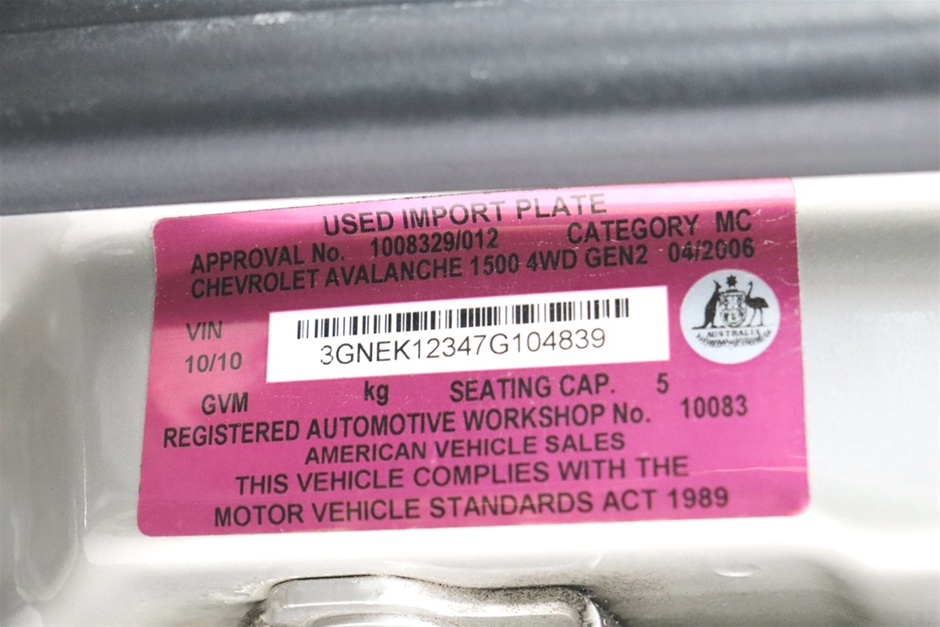 USED IMPORT PLATE
APPROVAL No. 1008329/012 CATEGORY MC
CHEVROLET AVALANCHE 1500 4WD GEN2 04/2006
VIN
10/10
3GNEK12347G104839
AUSTRALIA
GVM kg SEATING CAP. 5
REGISTERED AUTOMOTIVE WORKSHOP No. 10083
AMERICAN VEHICLE SALES
THIS VEHICLE COMPLIES WITH THE
MOTOR VEHICLE STANDARDS ACT 1989